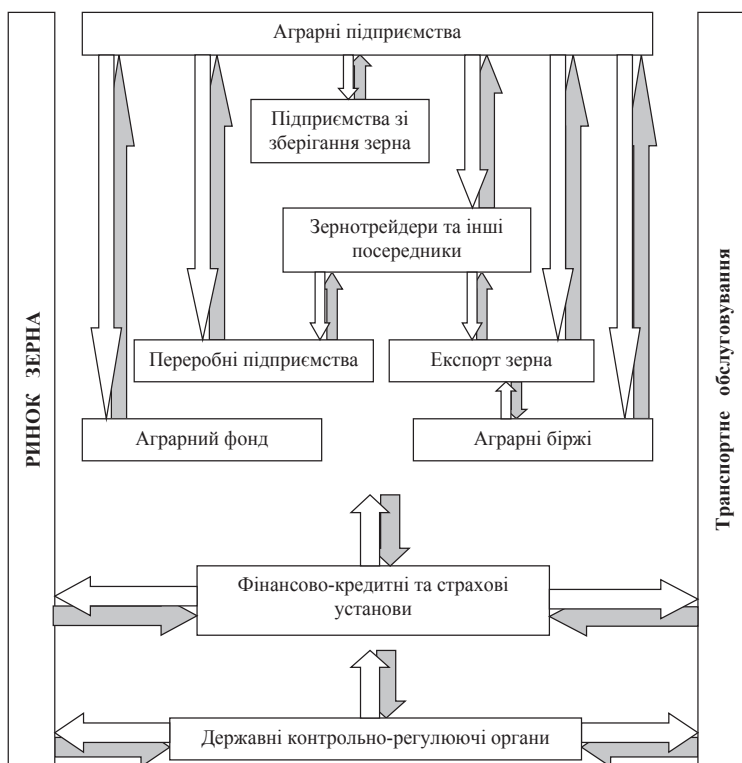 Аграрні підприємства
Підприємства зі
зберігання зерна
Зернотрейдери та інші
посередники
Переробні підприємства
Експорт зерна
Аграрний фонд
Аграрні біржі
РИНОК ЗЕРНА
Транспортне обслуговування
Фінансово-кредитні та страхові
установи
Державні контрольно-регулюючі органи